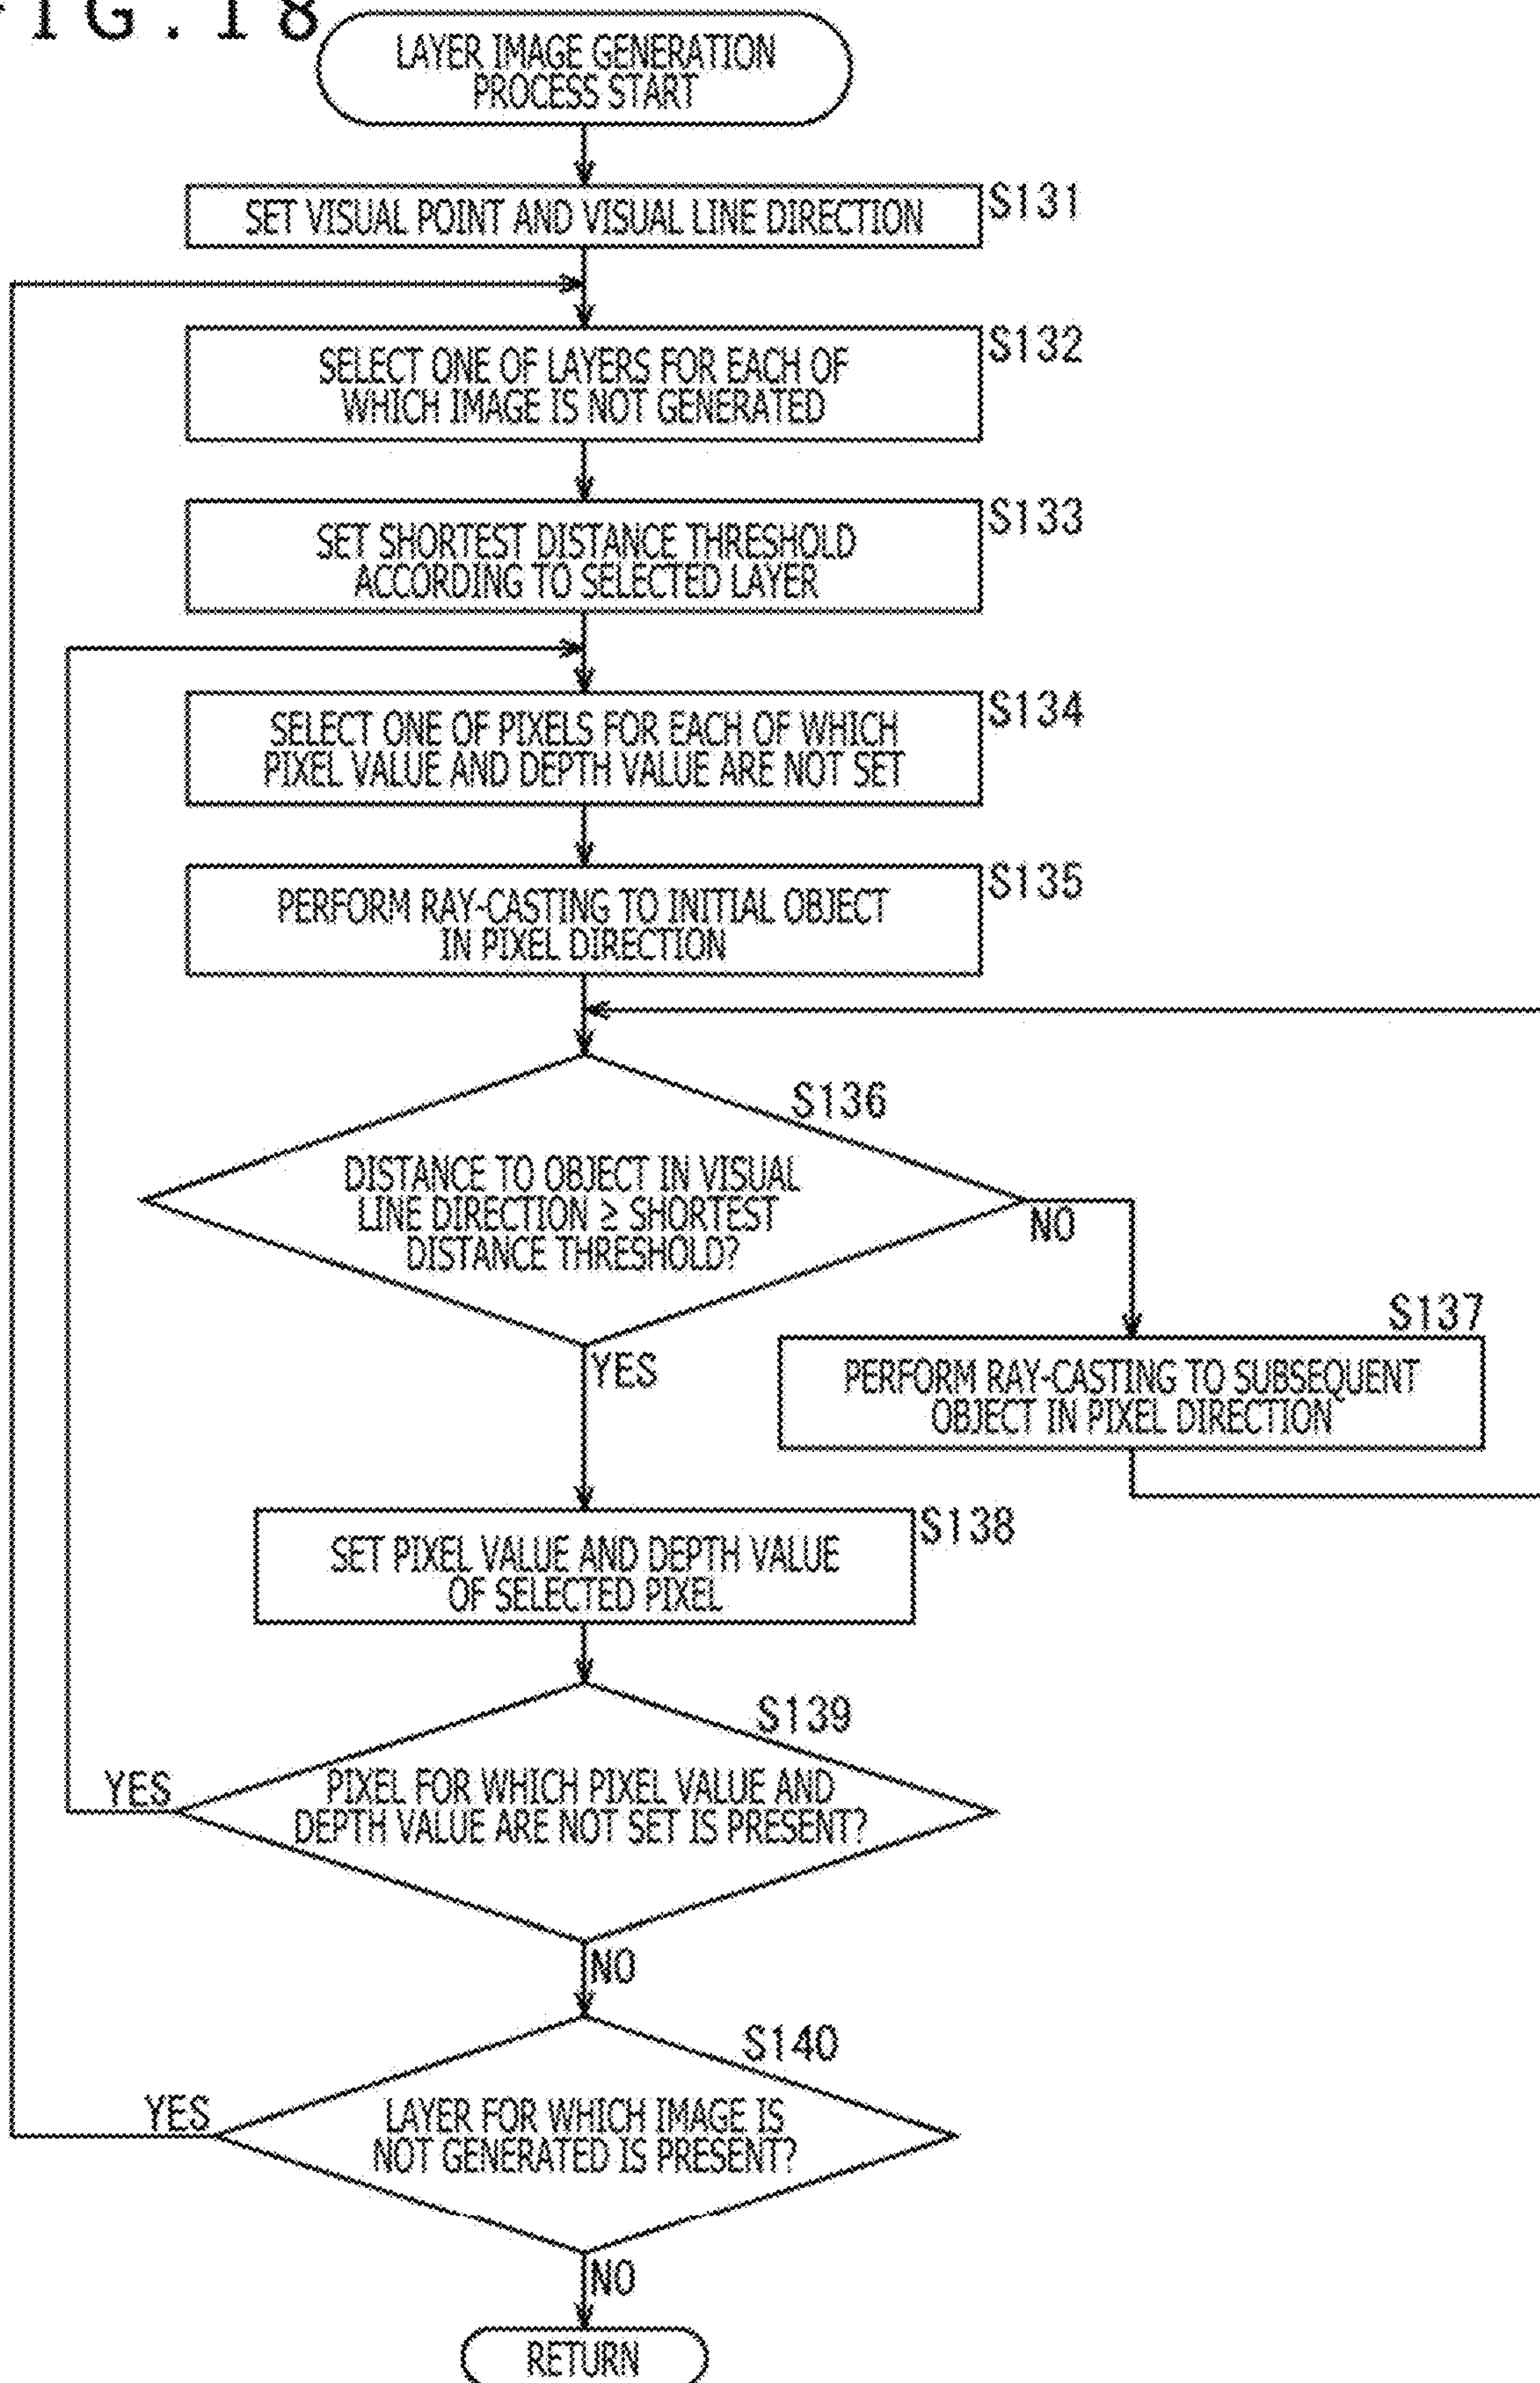 FIG.18
LAYER IMAGE GENERATION
PROCESS START
S131
SET VISUAL POINT AND VISUAL LINE DIRECTION
S132
SELECT ONE OF LAYERS FOR EACH OF
WHICH IMAGE IS NOT GENERATED
S133
SET SHORTEST DISTANCE THRESHOLD
ACCORDING TO SELECTED LAYER
S134
SELECT ONE OF PIXELS FOR EACH OF WHICH
PIXEL VALUE AND DEPTH VALUE ARE NOT SET
S135
PERFORM RAY-CASTING TO INITIAL OBJECT
IN PIXEL DIRECTION
S136
DISTANCE TO OBJECT IN VISUAL
LINE DIRECTION ≥ SHORTEST
DISTANCE THRESHOLD?
NO
S137
PERFORM RAY-CASTING TO SUBSEQUENT
OBJECT IN PIXEL DIRECTION
YES
S138
SET PIXEL VALUE AND DEPTH VALUE
OF SELECTED PIXEL
S139
YES
PIXEL FOR WHICH PIXEL VALUE AND
DEPTH VALUE ARE NOT SET IS PRESENT?
NO
S140
YES
LAYER FOR WHICH IMAGE IS
NOT GENERATED IS PRESENT?
NO
RETURN